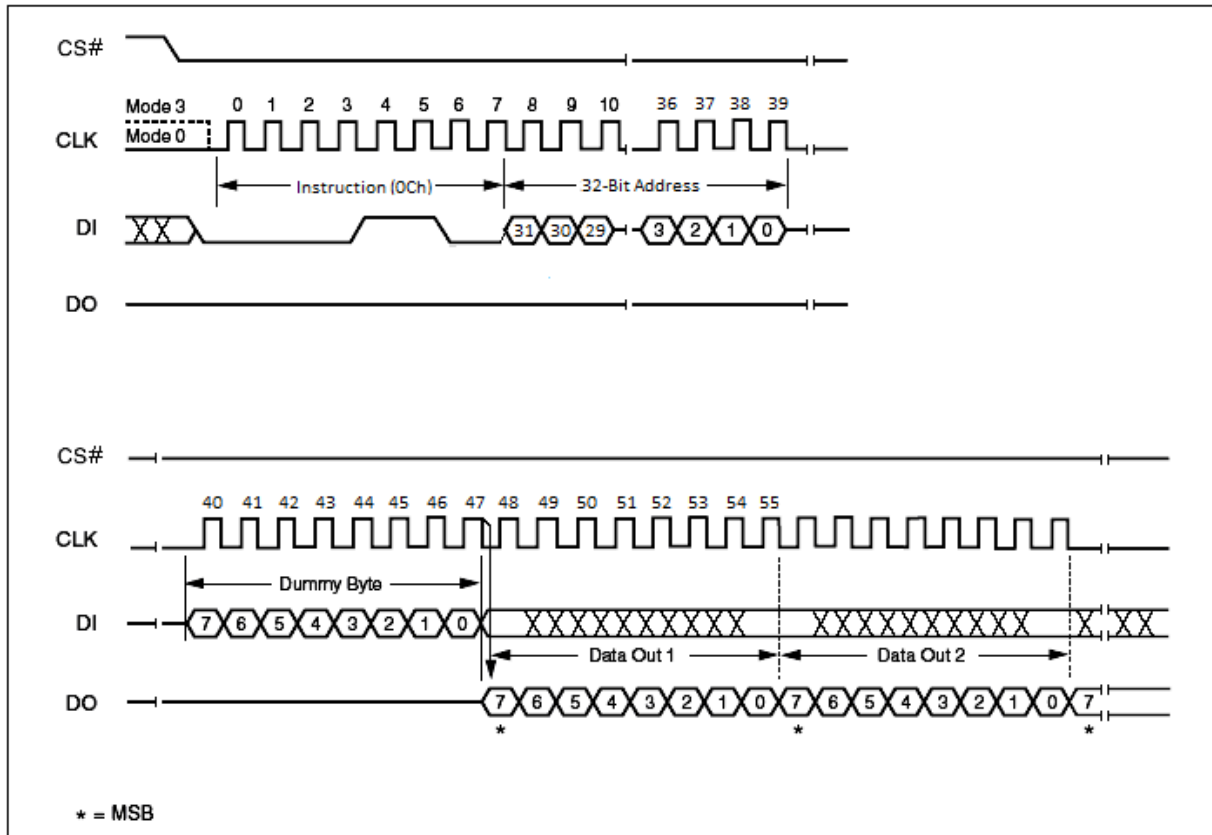 CS#
Mode 3
0 1 2 3 4 5 6 7 8 9 10 36 37 38 39
CLK
Mode 0
Instruction (0Ch) 32-Bit Address
DI
31 30 29 3 2 1 0
DO
CS#
40 41 42 43 44 45 46 47 48 49 50 51 52 53 54 55
CLK
Dummy Byte
DI
7 6 5 4 3 2 1 0
Data Out 1 Data Out 2
DO
7 6 5 4 3 2 1 0 7 6 5 4 3 2 1 0 7
* * *
* = MSB